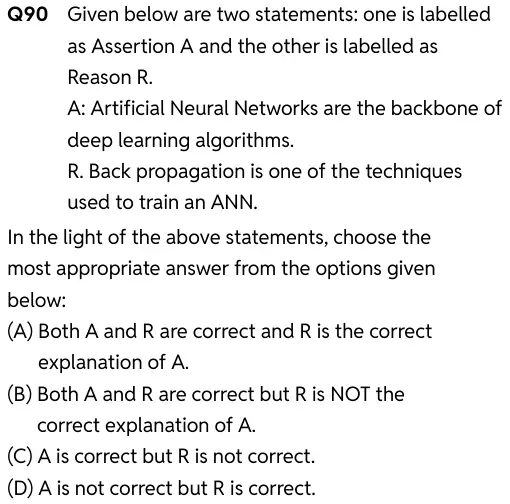 Q90 Given below are two statements: one is labelled
as Assertion A and the other is labelled as
Reason R.
A: Artificial Neural Networks are the backbone of
deep learning algorithms.
R. Back propagation is one of the techniques
used to train an ANN.
In the light of the above statements, choose the
most appropriate answer from the options given
below:
(A) Both A and R are correct and R is the correct
explanation of A.
(B) Both A and R are correct but R is NOT the
correct explanation of A.
(C) A is correct but R is not correct.
(D) A is not correct but R is correct.